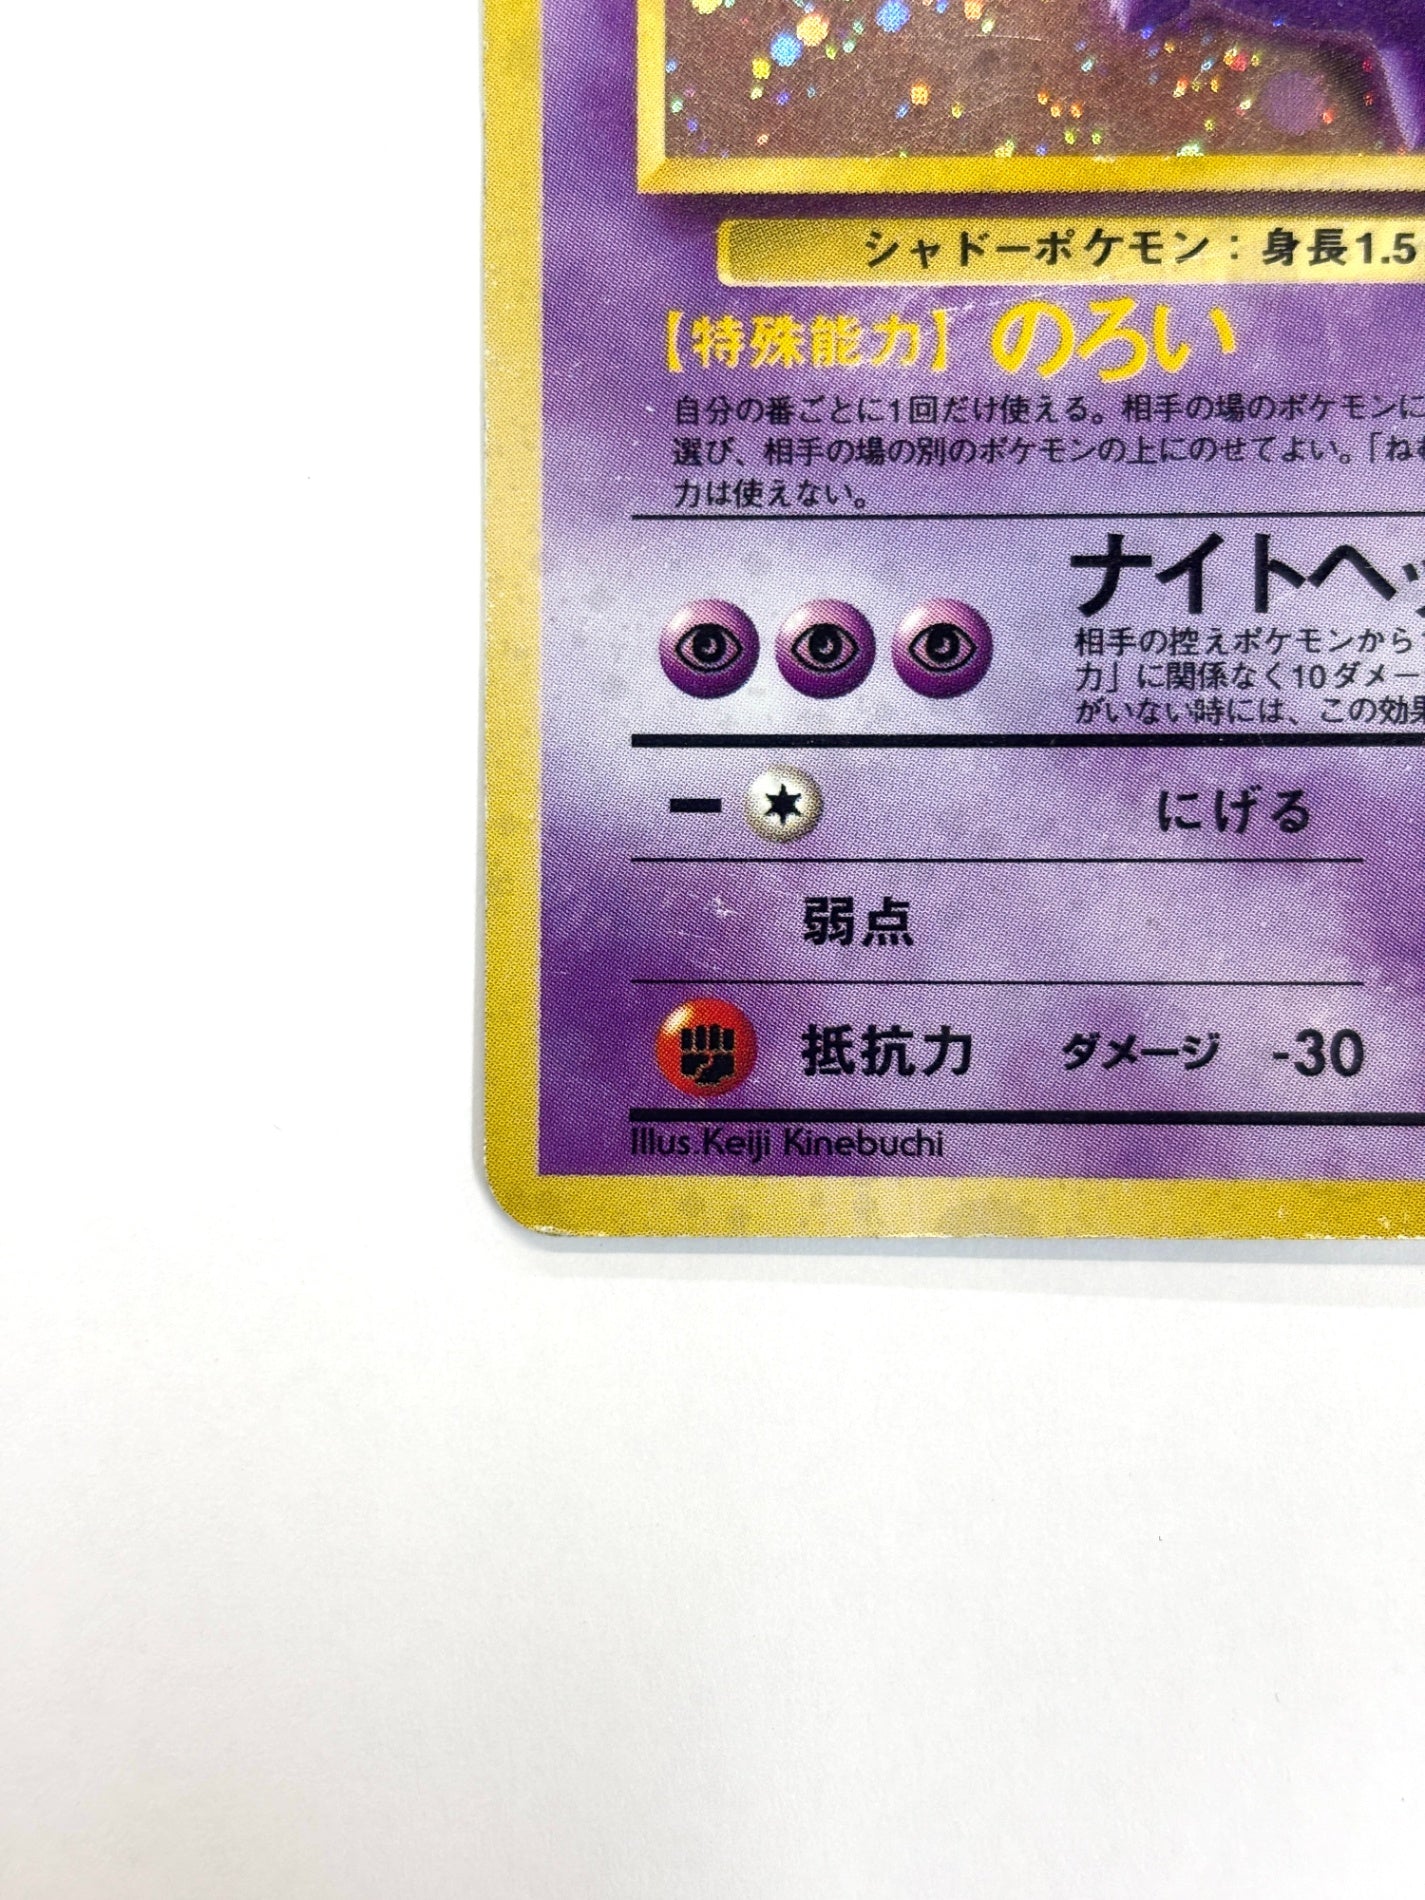 シャドーポケモン：身長1.5
【特殊能力】のろい
自分の番ごとに1回だけ使える。相手の場のポケモンに
選び、相手の場の別のポケモンの上にのせてよい。「ねむ
力は使えない。
ナイトヘッ
相手の控えポケモンから
力」に関係なく10ダメー
がいない時には、この効果
ー にげる
弱点
抵抗力 ダメージ -30
Illus.Keiji Kinebuchi